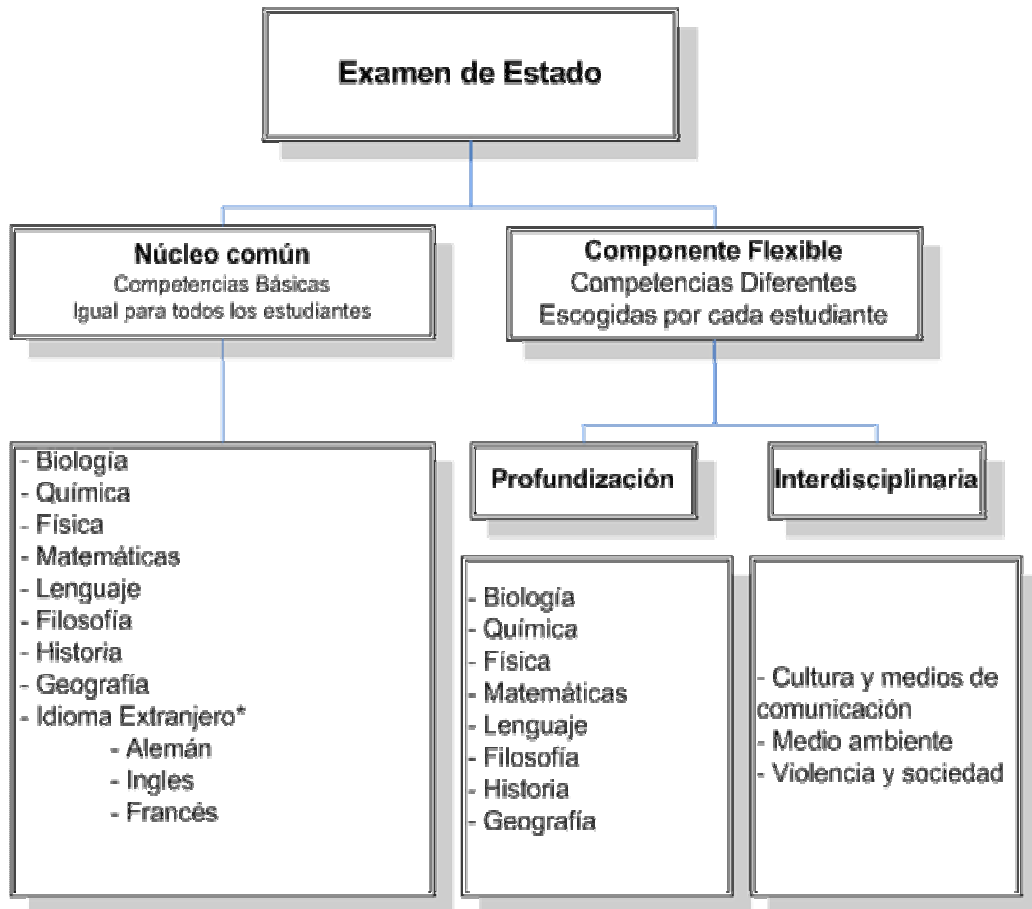 Examen de Estado
Núcleo común
Competencias Básicas
Igual para todos los estudiantes
Componente Flexible
Competencias Diferentes
Escogidas por cada estudiante
- Biología
- Química
- Física
- Matemáticas
- Lenguaje
- Filosofía
- Historia
- Geografía
- Idioma Extranjero*
- Alemán
- Ingles
- Francés
Profundización
- Biología
- Química
- Física
- Matemáticas
- Lenguaje
- Filosofía
- Historia
- Geografía
Interdisciplinaria
- Cultura y medios de
comunicación
- Medio ambiente
- Violencia y sociedad